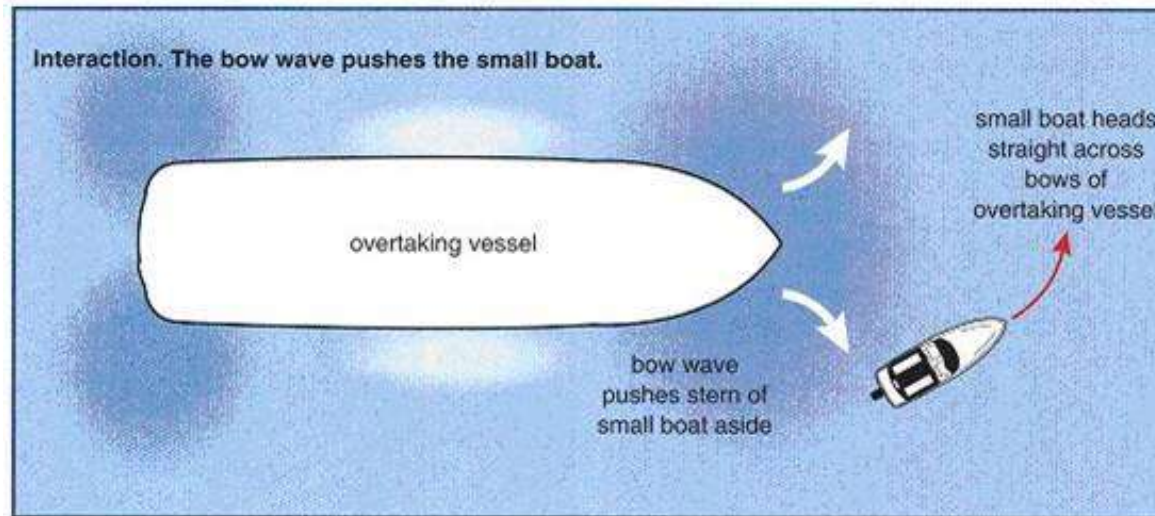 Interaction. The bow wave pushes the small boat.
small boat heads
straight across
bows of
overtaking vessel
overtaking vessel
bow wave
pushes stern of
small boat aside